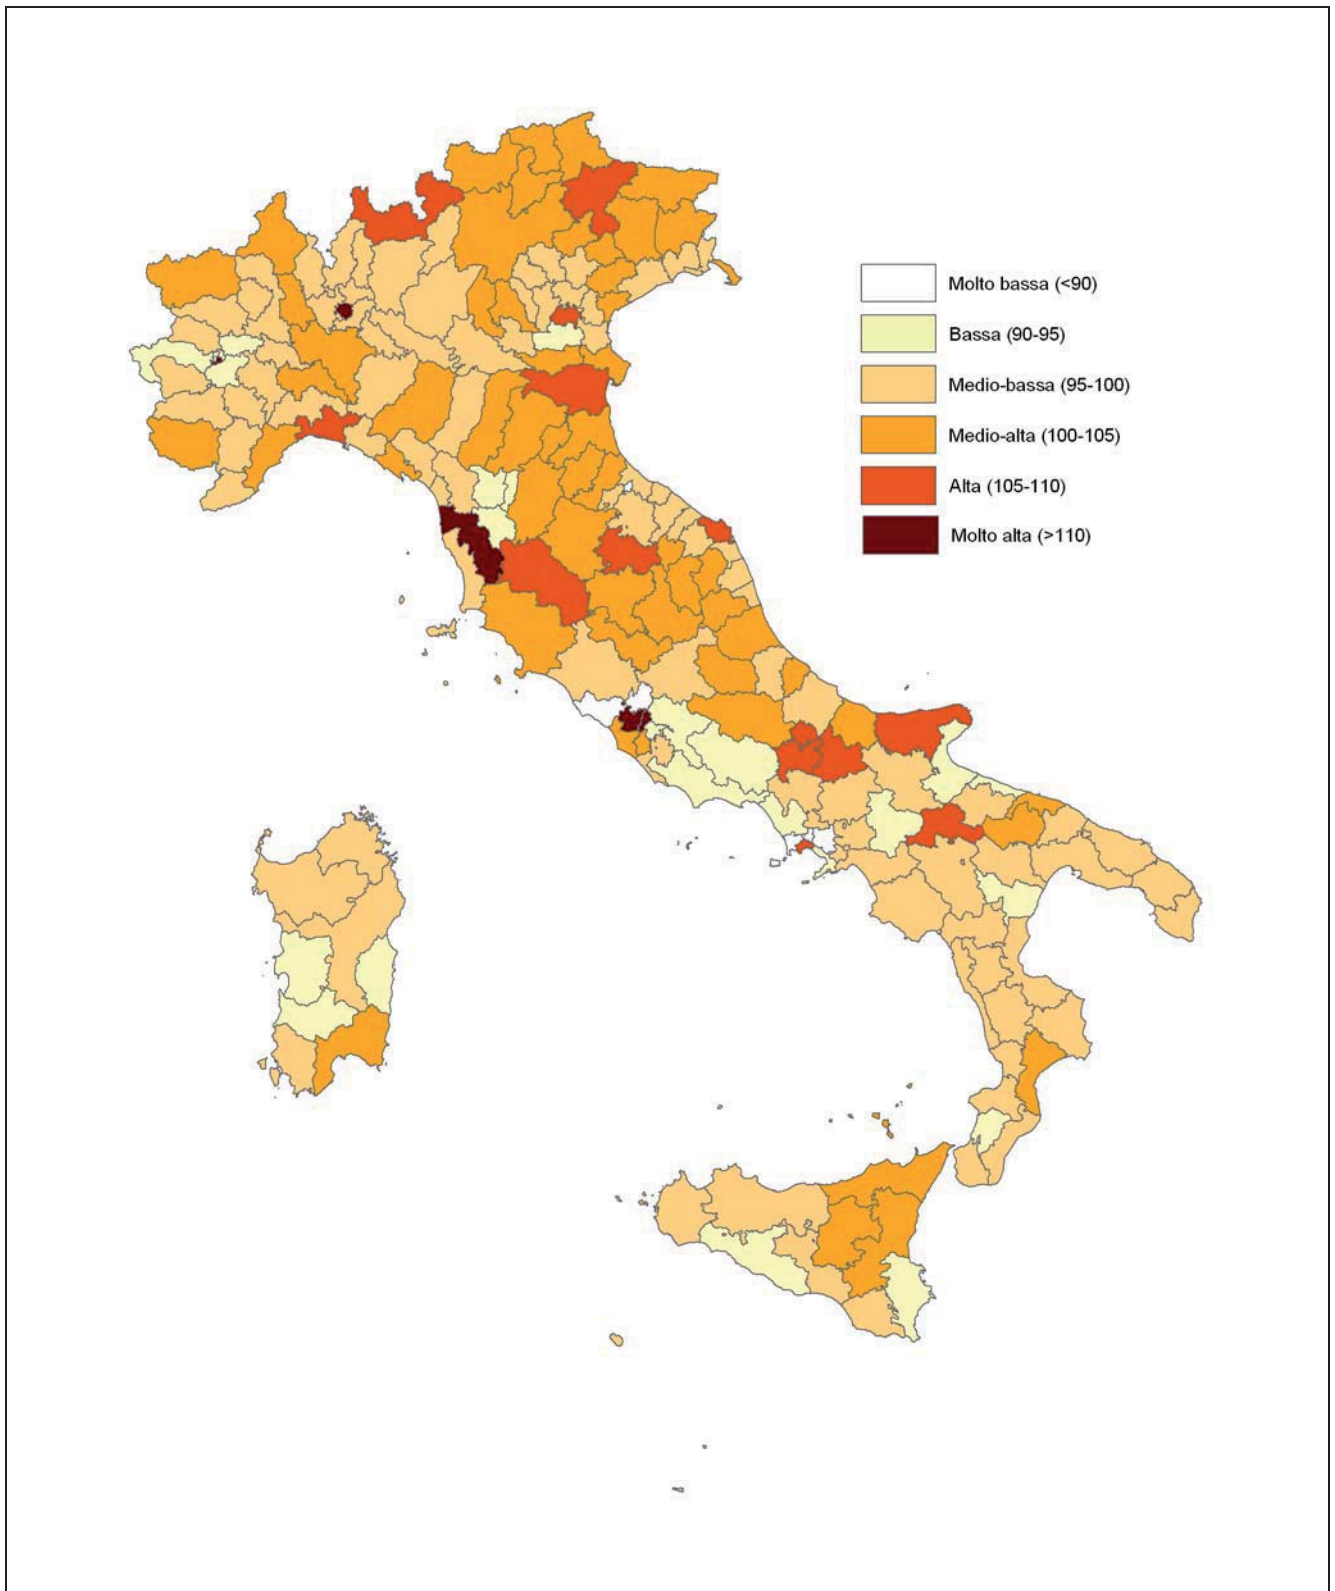 Molto bassa (<90)
Bassa (90-95)
Medio-bassa (95-100)
Medio-alta (100-105)
Alta (105-110)
Molto alta (>110)